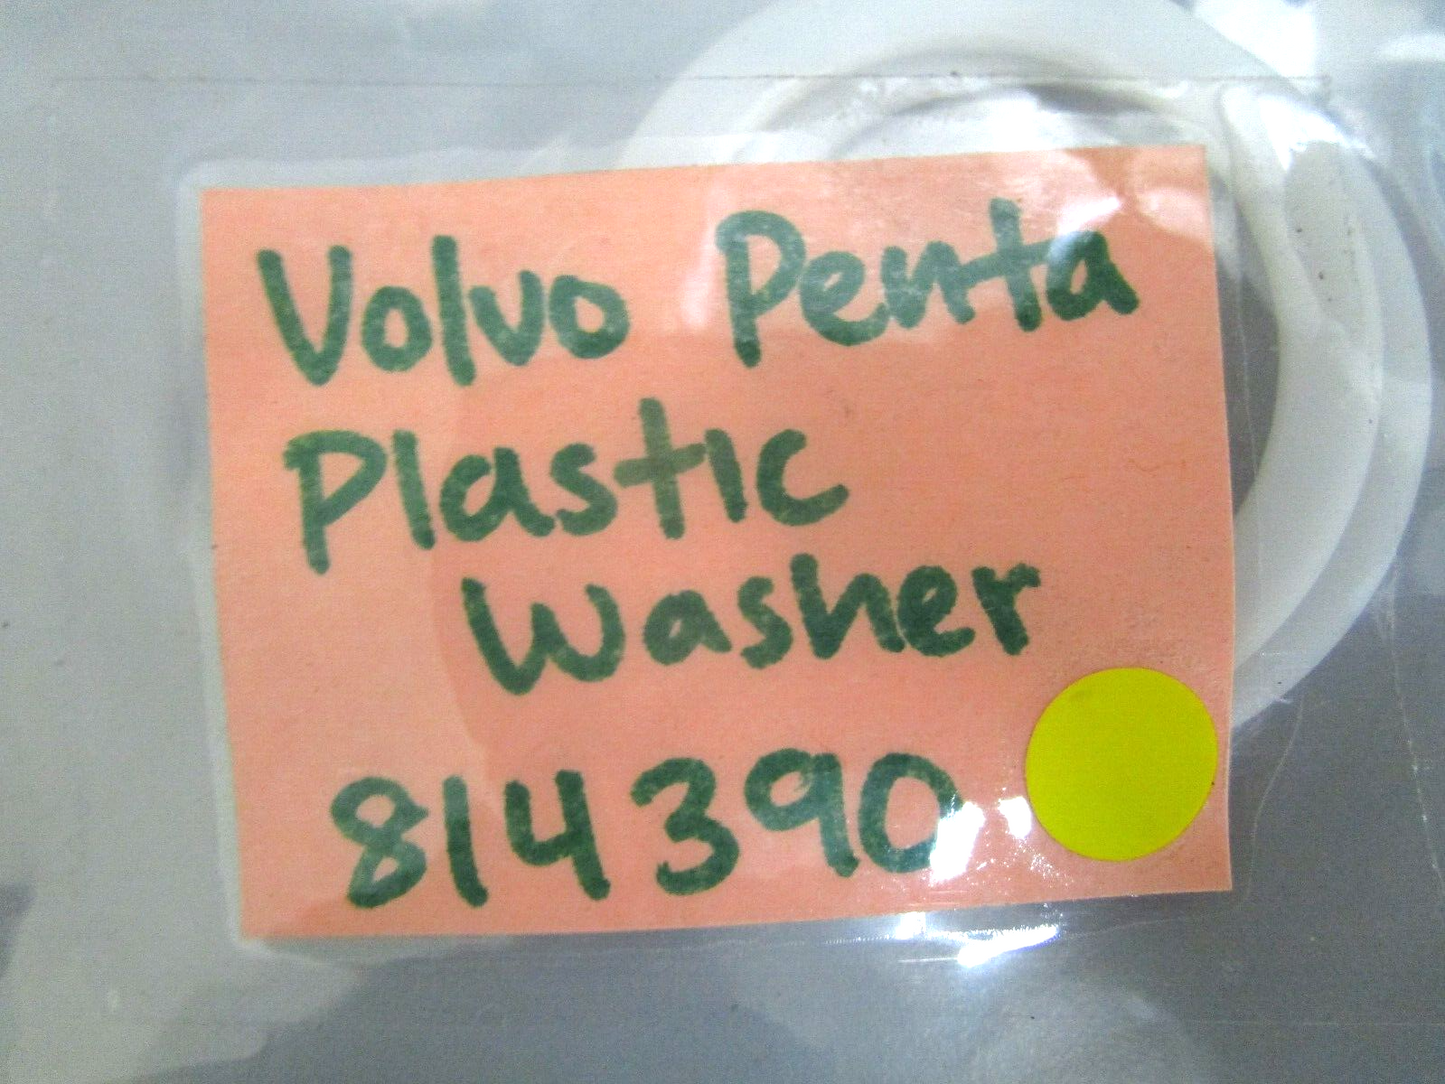 Volvo Penta
Plastic
Washer
814390